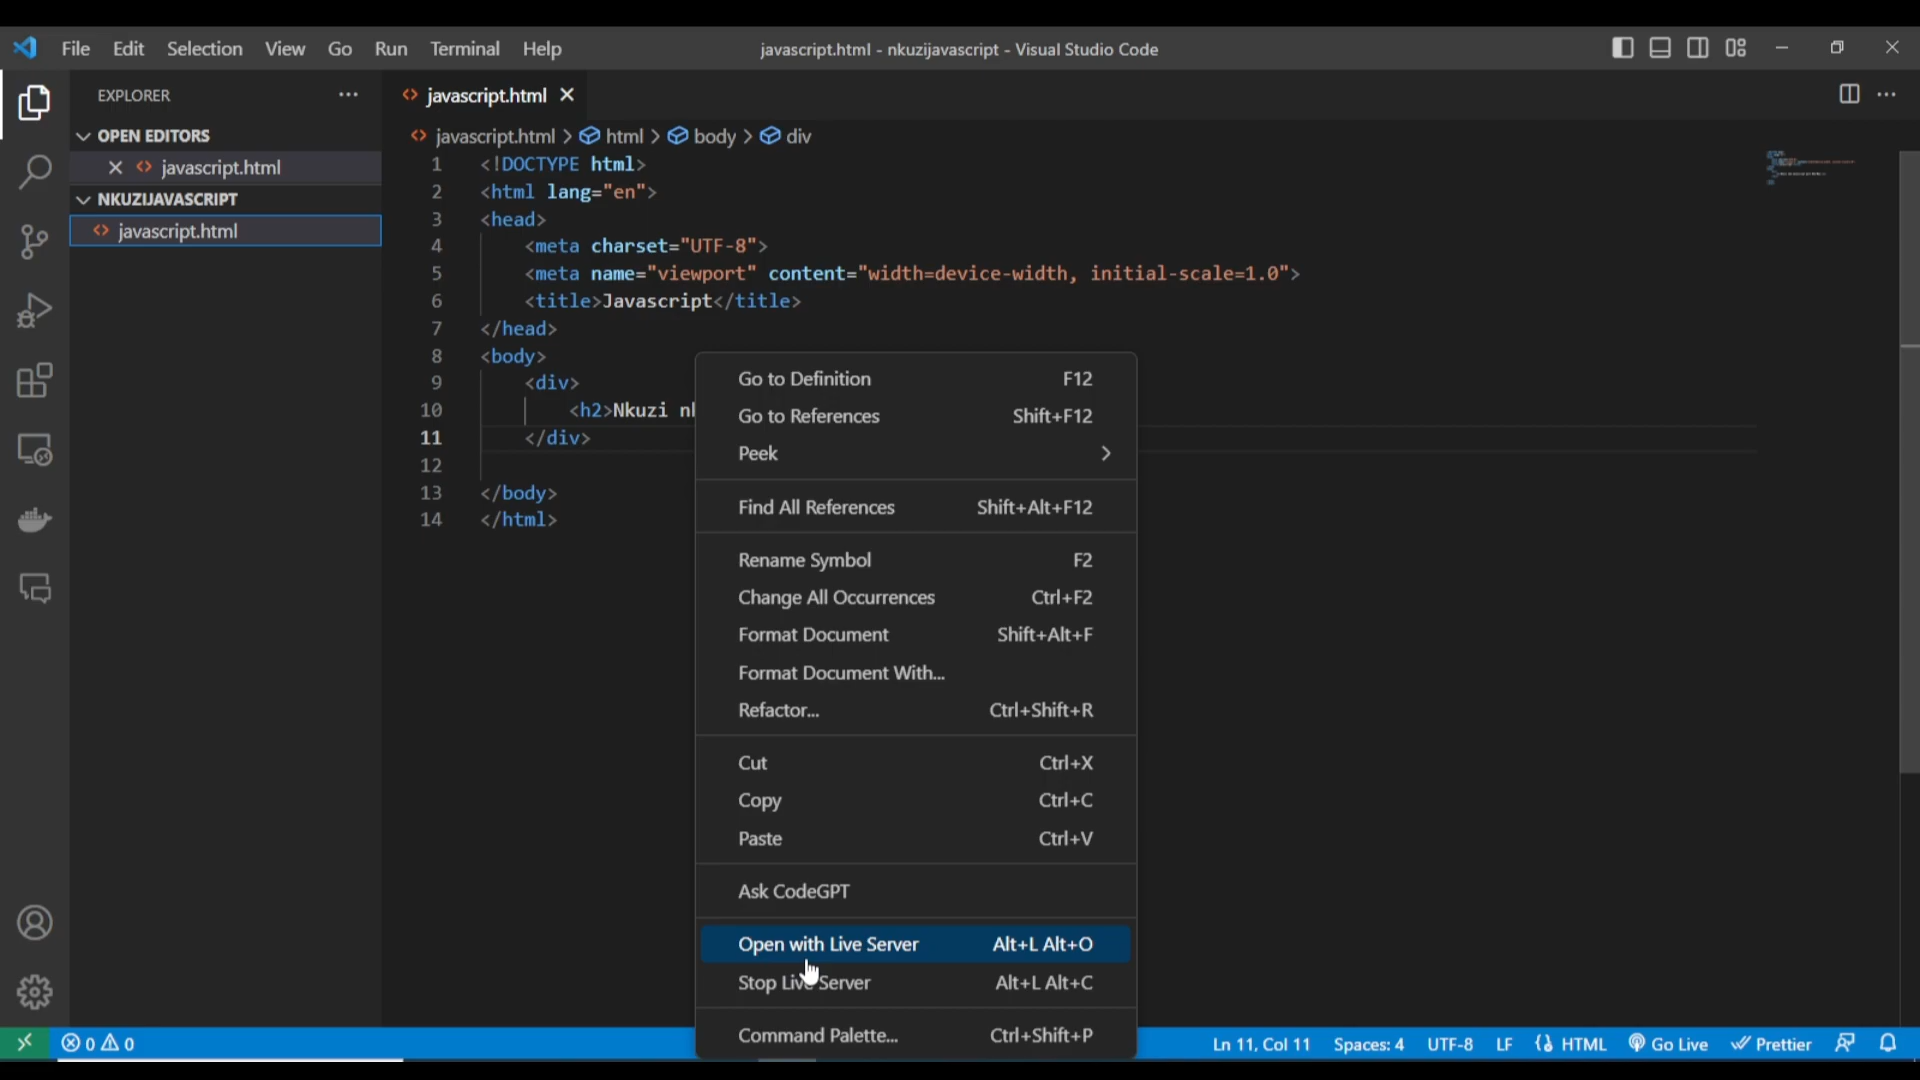 File Edit Selection View Go Run Terminal Help
javascript.html - nkuzijavascript - Visual Studio Code
EXPLORER
OPEN EDITORS
javascript.html
NKUZIJAVASCRIPT
javascript.html
javascript.html
javascript.html > html > body > div
1 <!DOCTYPE html>
2 <html lang="en">
3 <head>
4 <meta charset="UTF-8">
5 <meta name="viewport" content="width=device-width, initial-scale=1.0">
6 <title>Javascript</title>
7 </head>
8 <body>
9 <div>
10 <h2>Nkuzi
11 </div>
12
13 </body>
14 </html>
Go to Definition F12
Go to References Shift+F12
Peek
Find All References Shift+Alt+F12
Rename Symbol F2
Change All Occurrences Ctrl+F2
Format Document Shift+Alt+F
Format Document With...
Refactor... Ctrl+Shift+R
Cut Ctrl+X
Copy Ctrl+C
Paste Ctrl+V
Ask CodeGPT
Open with Live Server Alt+L Alt+O
Stop Live Server Alt+L Alt+C
Command Palette... Ctrl+Shift+P
0 0
Ln 11, Col 11 Spaces: 4 UTF-8 LF HTML Go Live Prettier